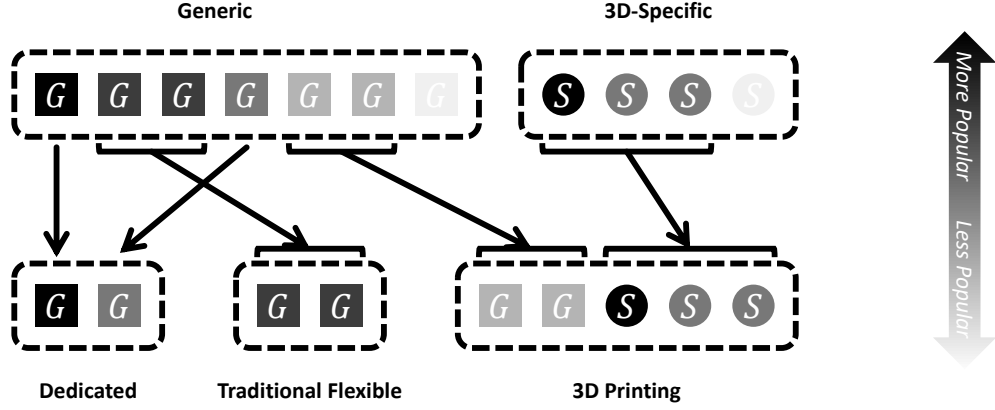 Generic 3D-Specific
G G G G G G G S S S S
More Popular
Less Popular
G G G G G G S S S
Dedicated Traditional Flexible 3D Printing